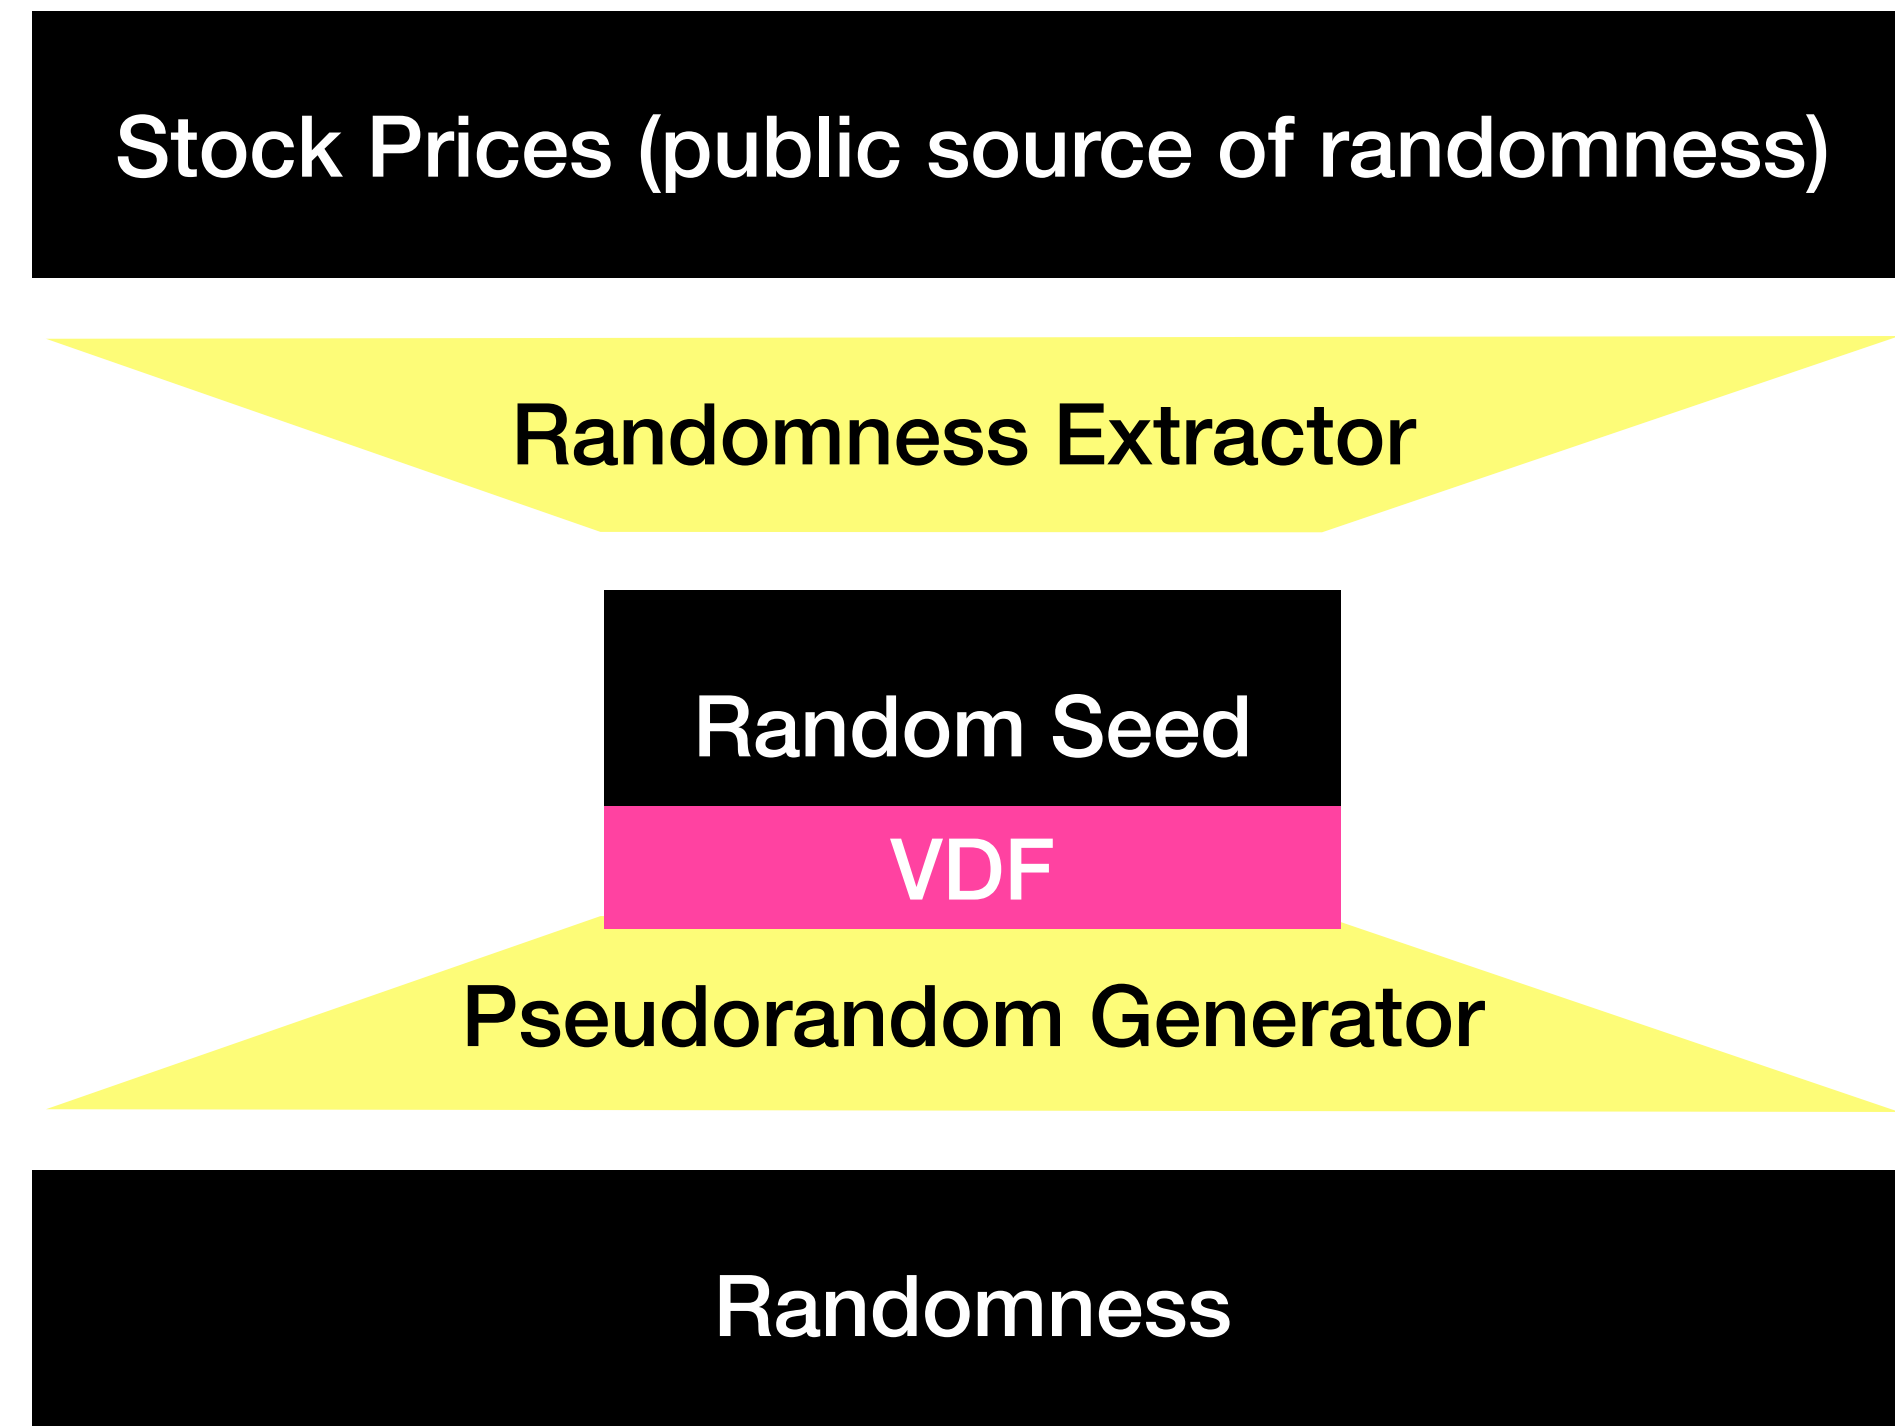 Stock Prices (public source of randomness)
Randomness Extractor
Random Seed
VDF
Pseudorandom Generator
Randomness